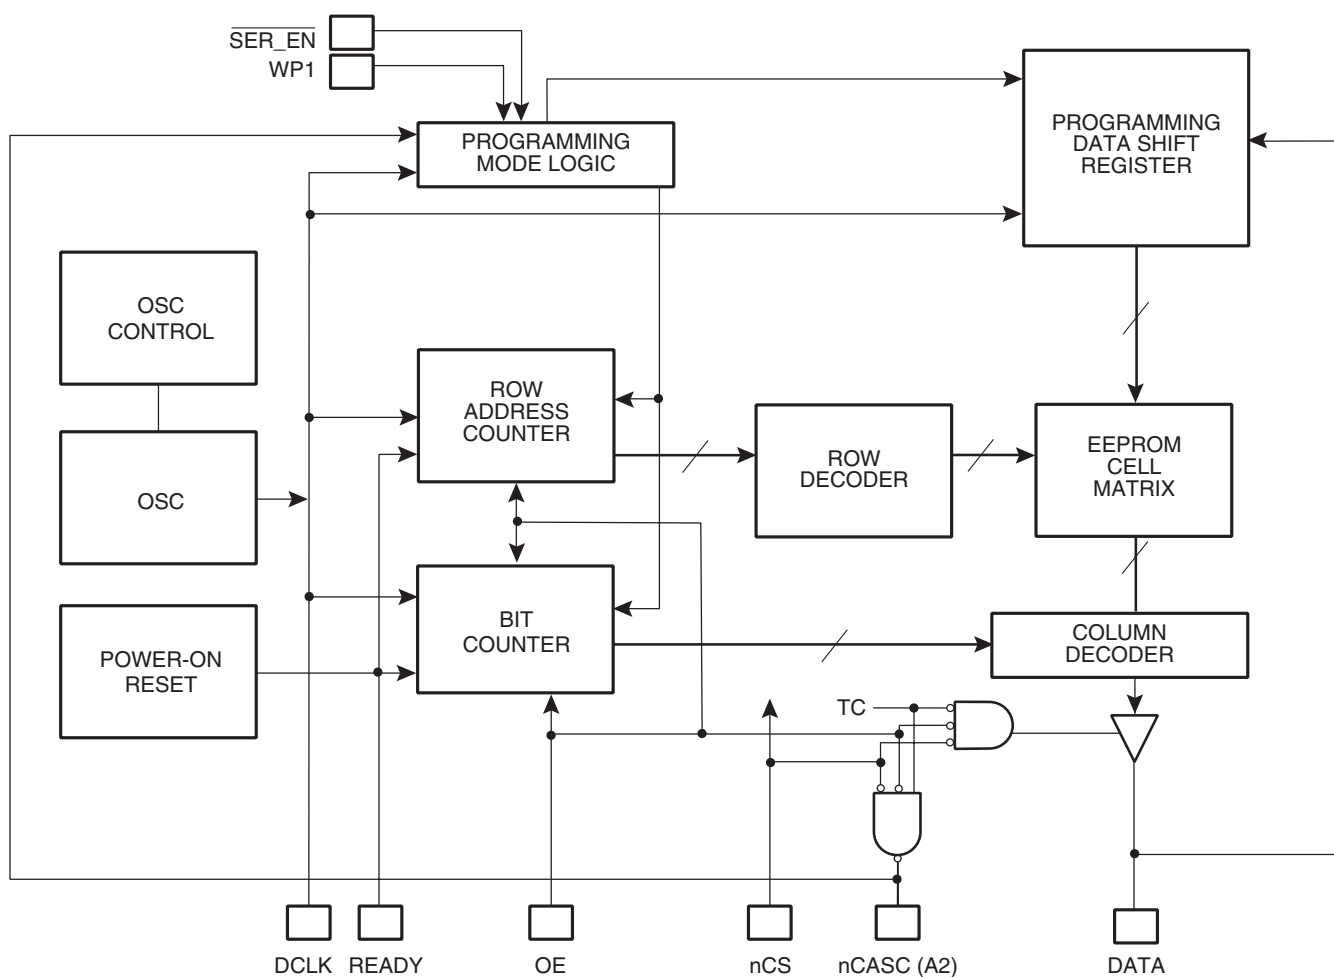 SER_EN
WP1
PROGRAMMING
MODE LOGIC
PROGRAMMING
DATA SHIFT
REGISTER
OSC
CONTROL
ROW
ADDRESS
COUNTER
ROW
DECODER
EEPROM
CELL
MATRIX
OSC
BIT
COUNTER
COLUMN
DECODER
POWER-ON
RESET
TC
DCLK
READY
OE
nCS
nCASC (A2)
DATA